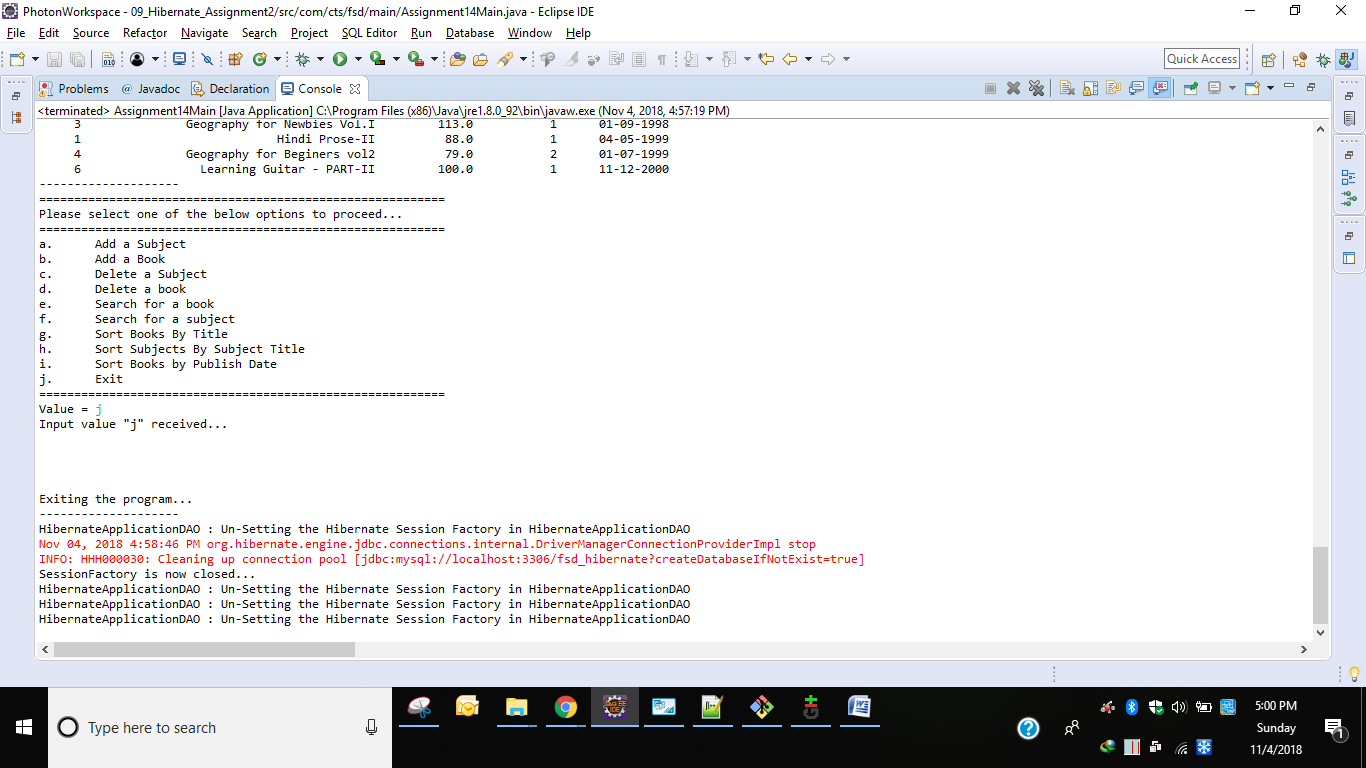 PhotonWorkspace - 09_Hibernate_Assignment2/src/com/cts/fsd/main/Assignment14Main.java - Eclipse IDE
File Edit Source Refactor Navigate Search Project SQL Editor Run Database Window Help
Quick Access
Problems @ Javadoc Declaration Console
<terminated> Assignment14Main [Java Application] C:\Program Files (x86)\Java\jre1.8.0_92\bin\javaw.exe (Nov 4, 2018, 4:57:19 PM)
3 Geography for Newbies Vol.I 113.0 1 01-09-1998
1 Hindi Prose-II 88.0 1 04-05-1999
4 Geography for Beginers vol2 79.0 2 01-07-1999
6 Learning Guitar - PART-II 100.0 1 11-12-2000
--------------------
==========================================================
Please select one of the below options to proceed...
==========================================================
a. Add a Subject
b. Add a Book
c. Delete a Subject
d. Delete a book
e. Search for a book
f. Search for a subject
g. Sort Books By Title
h. Sort Subjects By Subject Title
i. Sort Books by Publish Date
j. Exit
==========================================================
Value = j
Input value "j" received...
Exiting the program...
--------------------
HibernateApplicationDAO : Un-Setting the Hibernate Session Factory in HibernateApplicationDAO
Nov 04, 2018 4:58:46 PM org.hibernate.engine.jdbc.connections.internal.DriverManagerConnectionProviderImpl stop
INFO: HHH000030: Cleaning up connection pool [jdbc:mysql://localhost:3306/fsd_hibernate?createDatabaseIfNotExist=true]
SessionFactory is now closed...
HibernateApplicationDAO : Un-Setting the Hibernate Session Factory in HibernateApplicationDAO
HibernateApplicationDAO : Un-Setting the Hibernate Session Factory in HibernateApplicationDAO
HibernateApplicationDAO : Un-Setting the Hibernate Session Factory in HibernateApplicationDAO
Type here to search
5:00 PM
Sunday
11/4/2018
1